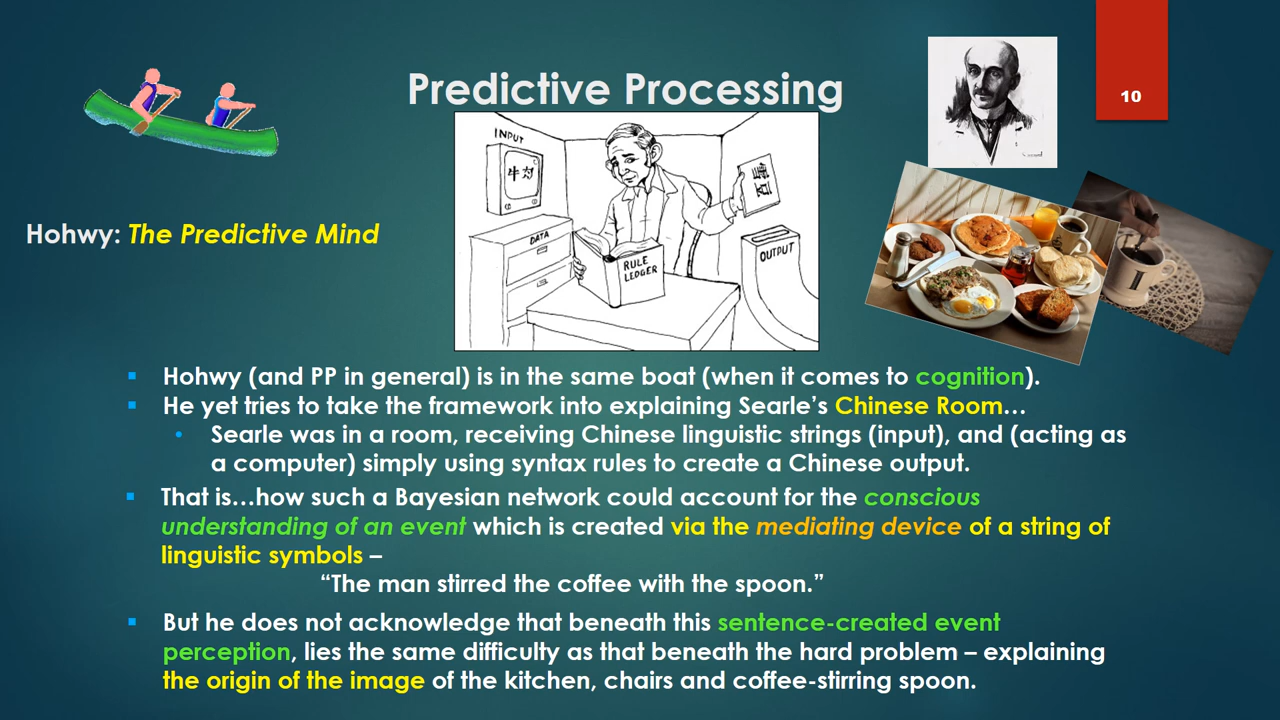 Predictive Processing
10
Hohwy: The Predictive Mind
INPUT
牛
DATA
RULE
LEDGER
OUTPUT
I
Hohwy (and PP in general) is in the same boat (when it comes to cognition).
He yet tries to take the framework into explaining Searle’s Chinese Room…
Searle was in a room, receiving Chinese linguistic strings (input), and (acting as
a computer) simply using syntax rules to create a Chinese output.
That is…how such a Bayesian network could account for the conscious
understanding of an event which is created via the mediating device of a string of
linguistic symbols –
“The man stirred the coffee with the spoon.”
But he does not acknowledge that beneath this sentence-created event
perception, lies the same difficulty as that beneath the hard problem – explaining
the origin of the image of the kitchen, chairs and coffee-stirring spoon.